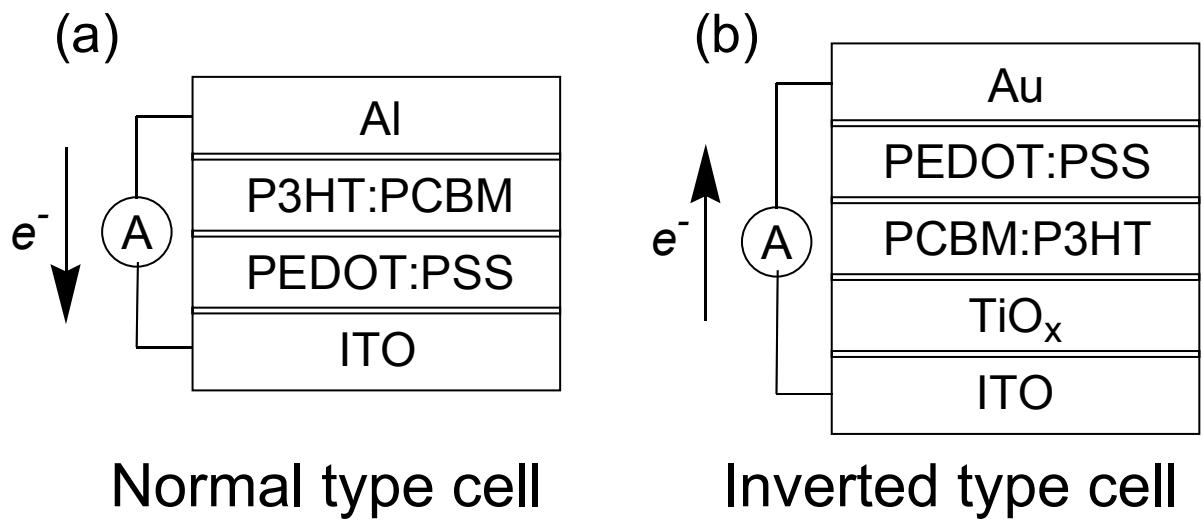 (a)
Al
P3HT:PCBM
PEDOT:PSS
ITO
e-
A
Normal type cell
(b)
Au
PEDOT:PSS
PCBM:P3HT
TiOx
ITO
e-
A
Inverted type cell